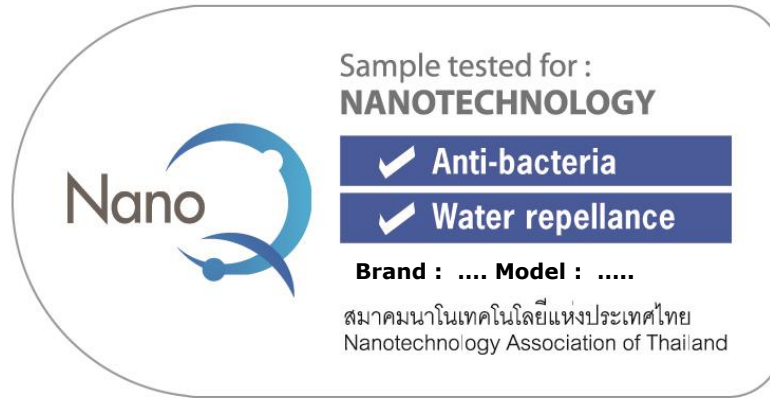 Nano Q
Sample tested for :
NANOTECHNOLOGY
Anti-bacteria
Water repellance
Brand : .... Model : .....
สมาคมนาโนเทคโนโลยีแห่งประเทศไทย
Nanotechnology Association of Thailand